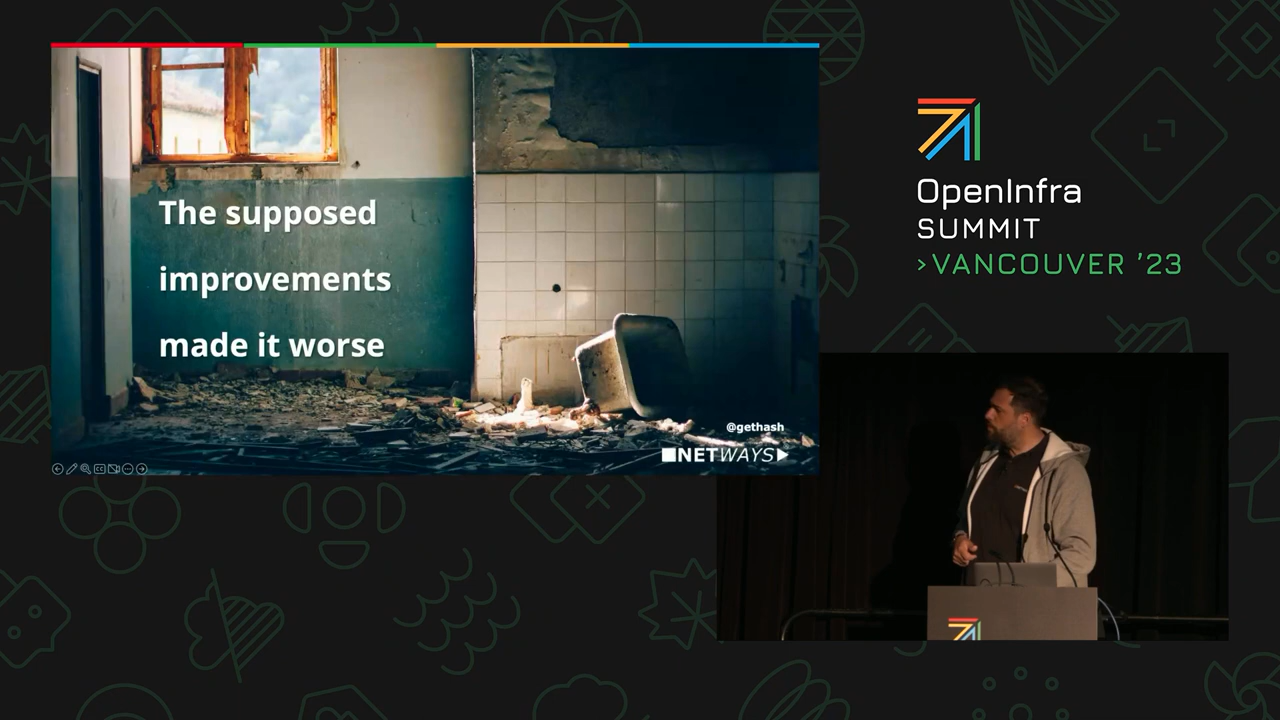 The supposed
improvements
made it worse
@gethash
NETWAYS
OpenInfra
SUMMIT
>VANCOUVER '23